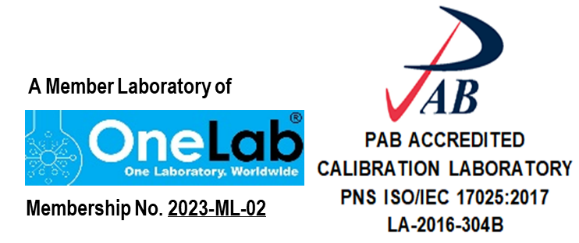 A Member Laboratory of
OneLab®
One Laboratory. Worldwide
Membership No. 2023-ML-02
PAB
PAB ACCREDITED
CALIBRATION LABORATORY
PNS ISO/IEC 17025:2017
LA-2016-304B